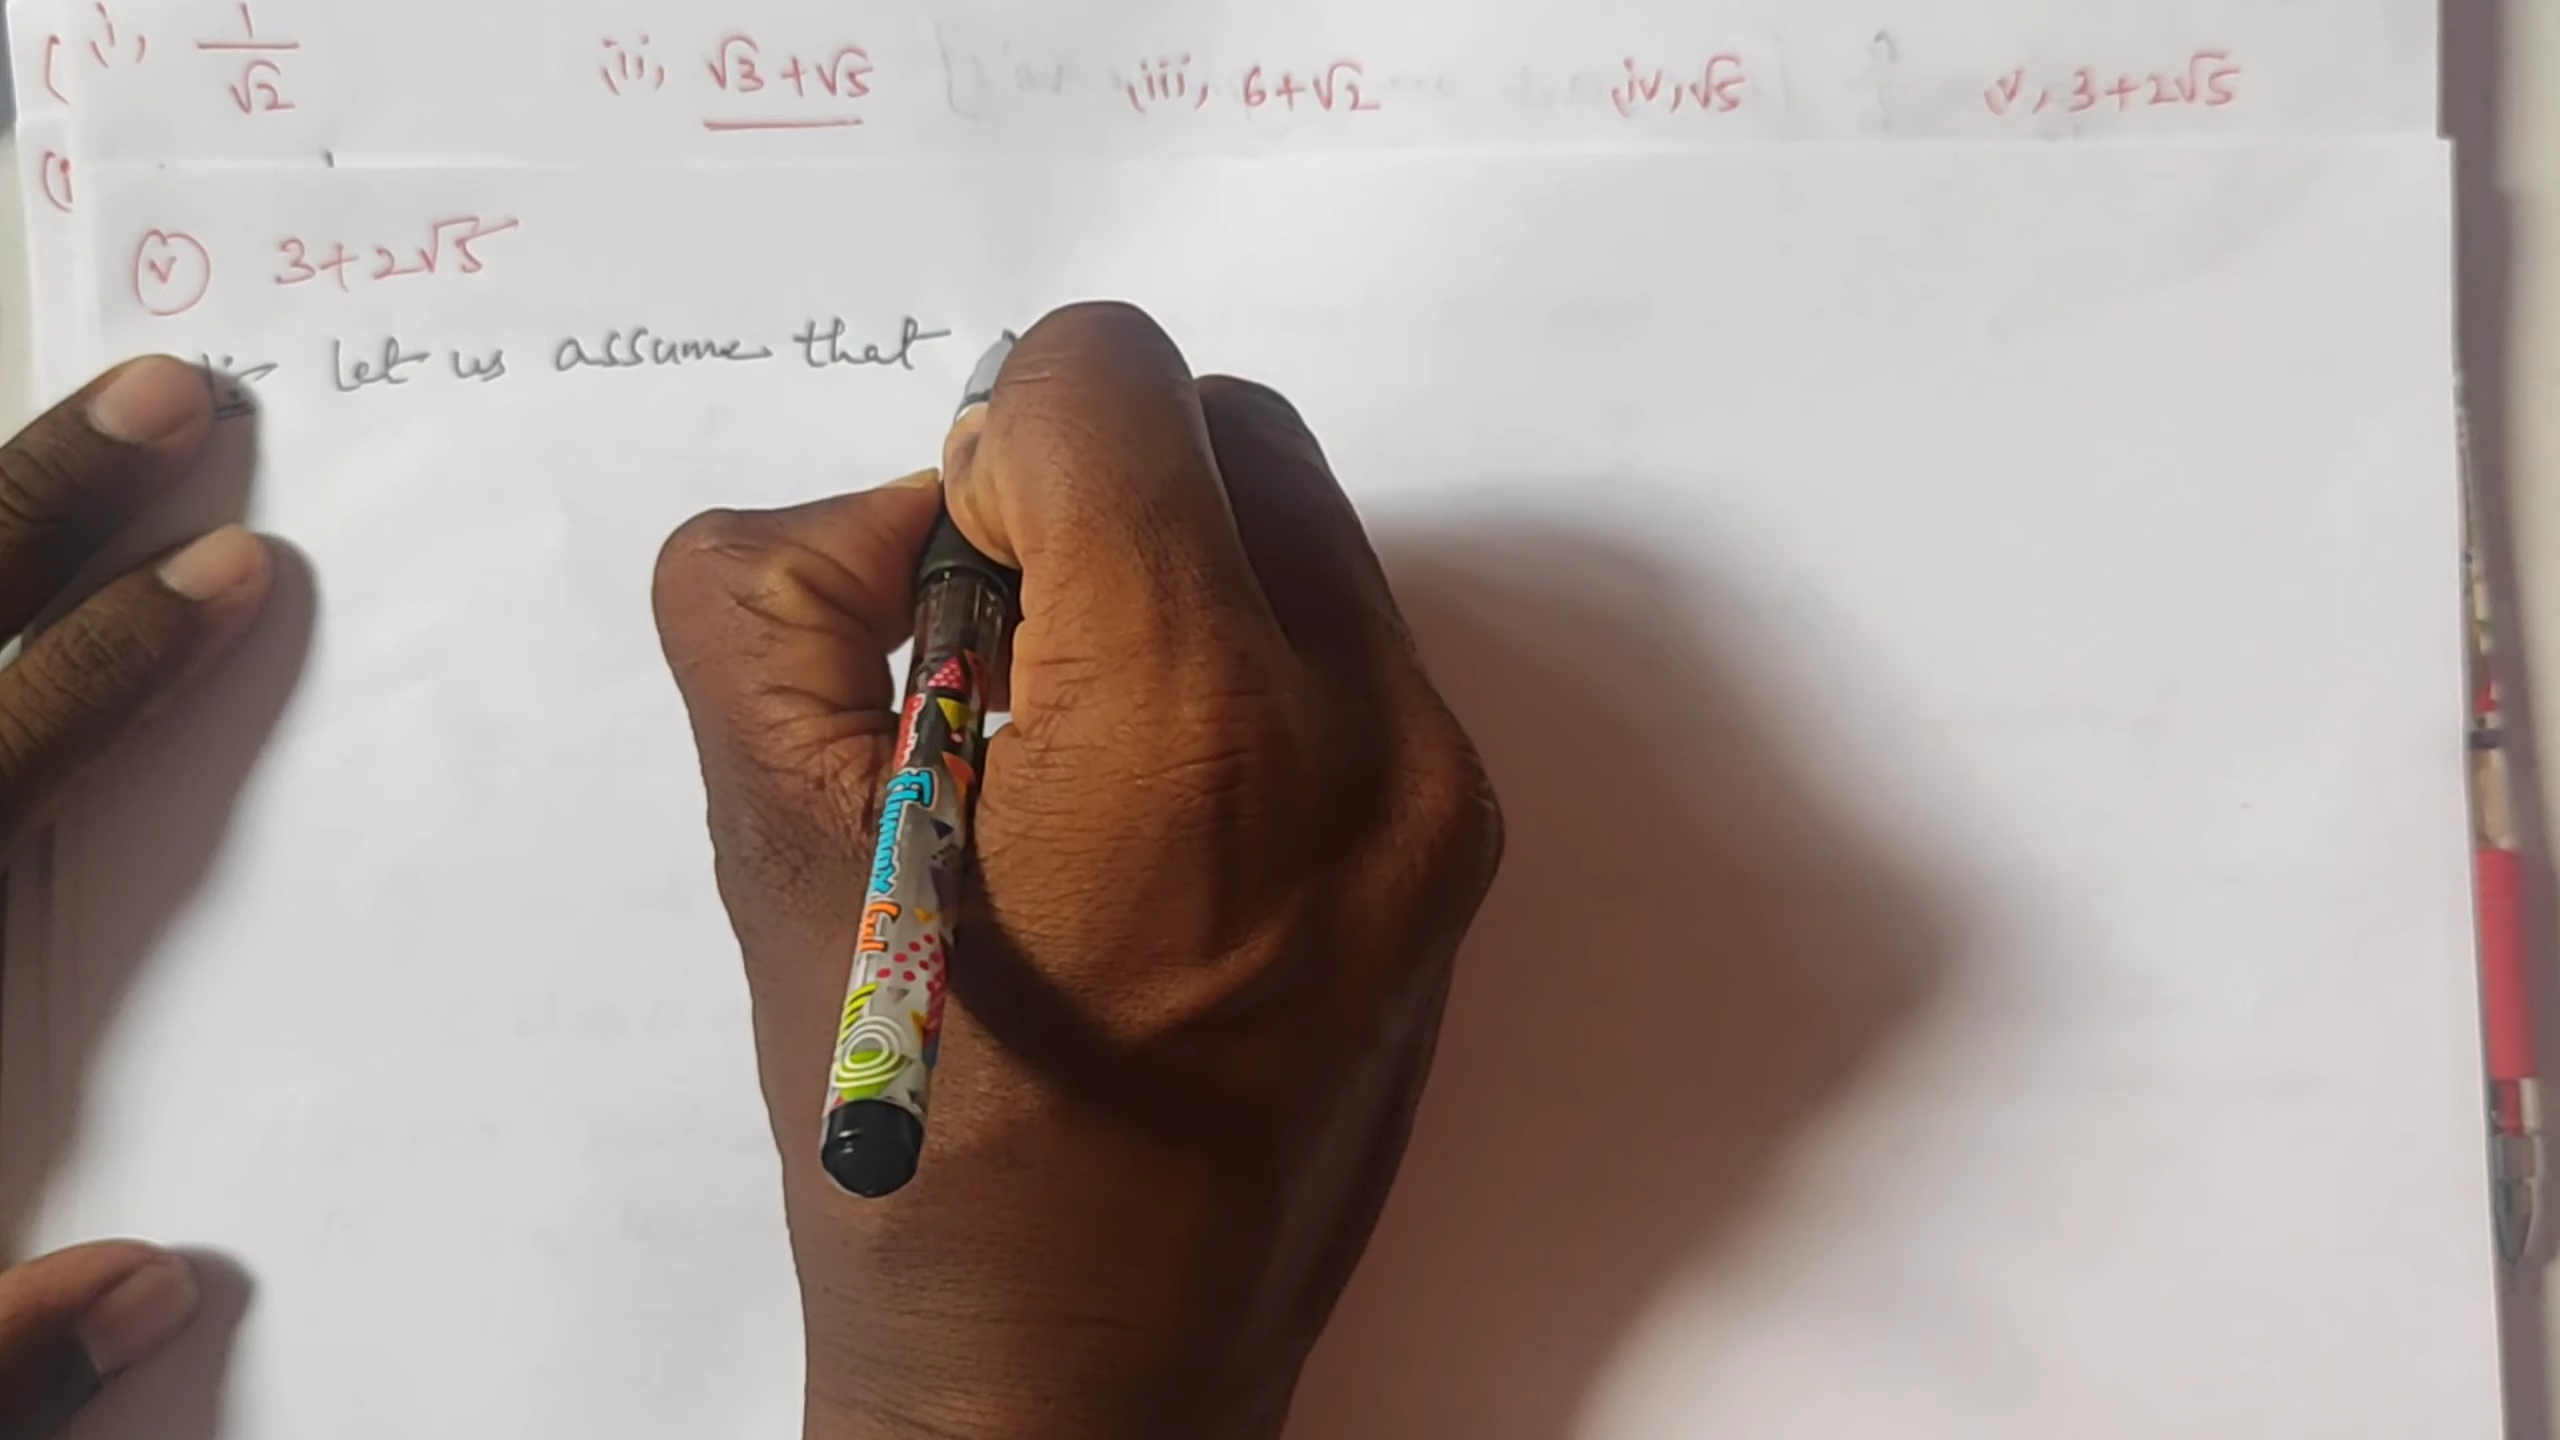 (i, 1/√2 (ii, √3+√5 (iii, 6+√2 (iv, √5 (v, 3+2√5
(i
(v) 3+2√5
let us assume that